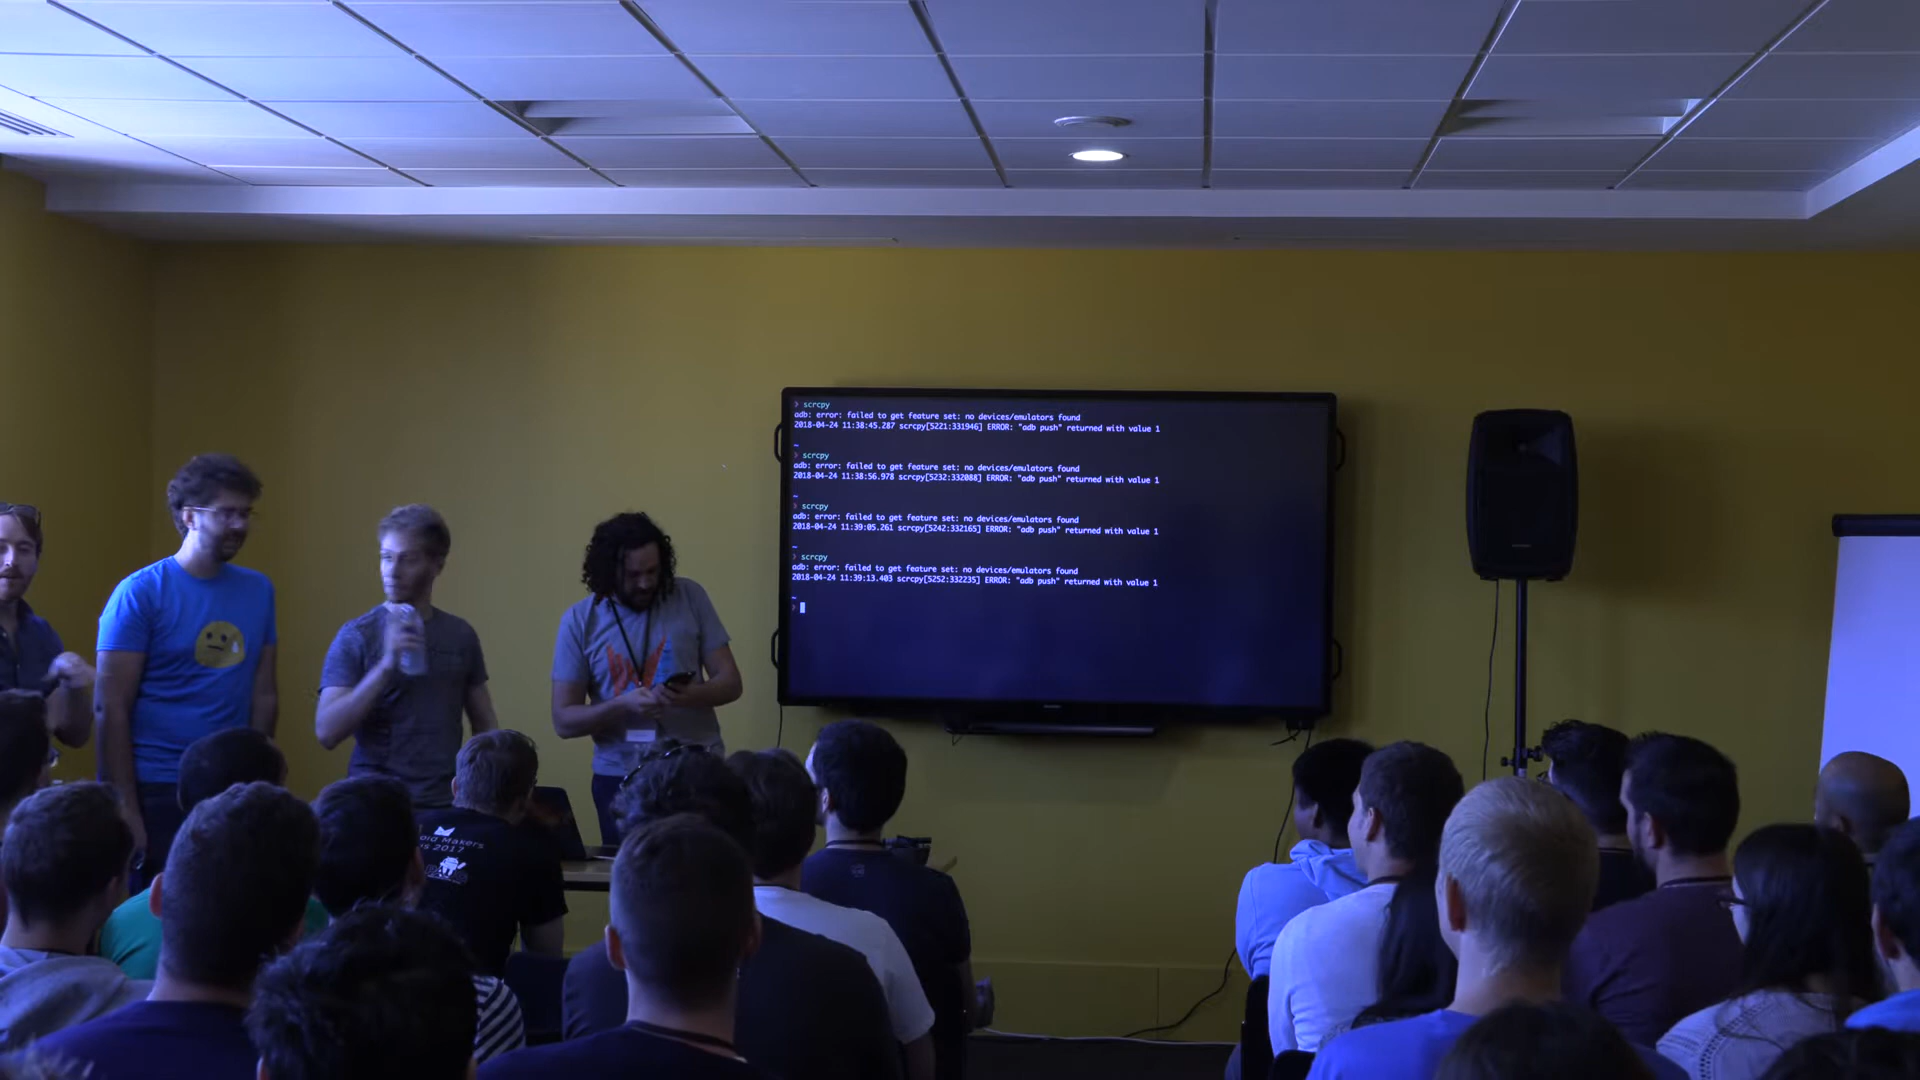 ❯ scrcpy
adb: error: failed to get feature set: no devices/emulators found
2018-04-24 11:38:45.287 scrcpy[5221:331946] ERROR: "adb push" returned with value 1
~
❯ scrcpy
adb: error: failed to get feature set: no devices/emulators found
2018-04-24 11:38:56.978 scrcpy[5232:332088] ERROR: "adb push" returned with value 1
~
❯ scrcpy
adb: error: failed to get feature set: no devices/emulators found
2018-04-24 11:39:05.261 scrcpy[5242:332165] ERROR: "adb push" returned with value 1
~
❯ scrcpy
adb: error: failed to get feature set: no devices/emulators found
2018-04-24 11:39:13.403 scrcpy[5252:332235] ERROR: "adb push" returned with value 1
~
❯
Makers
2017